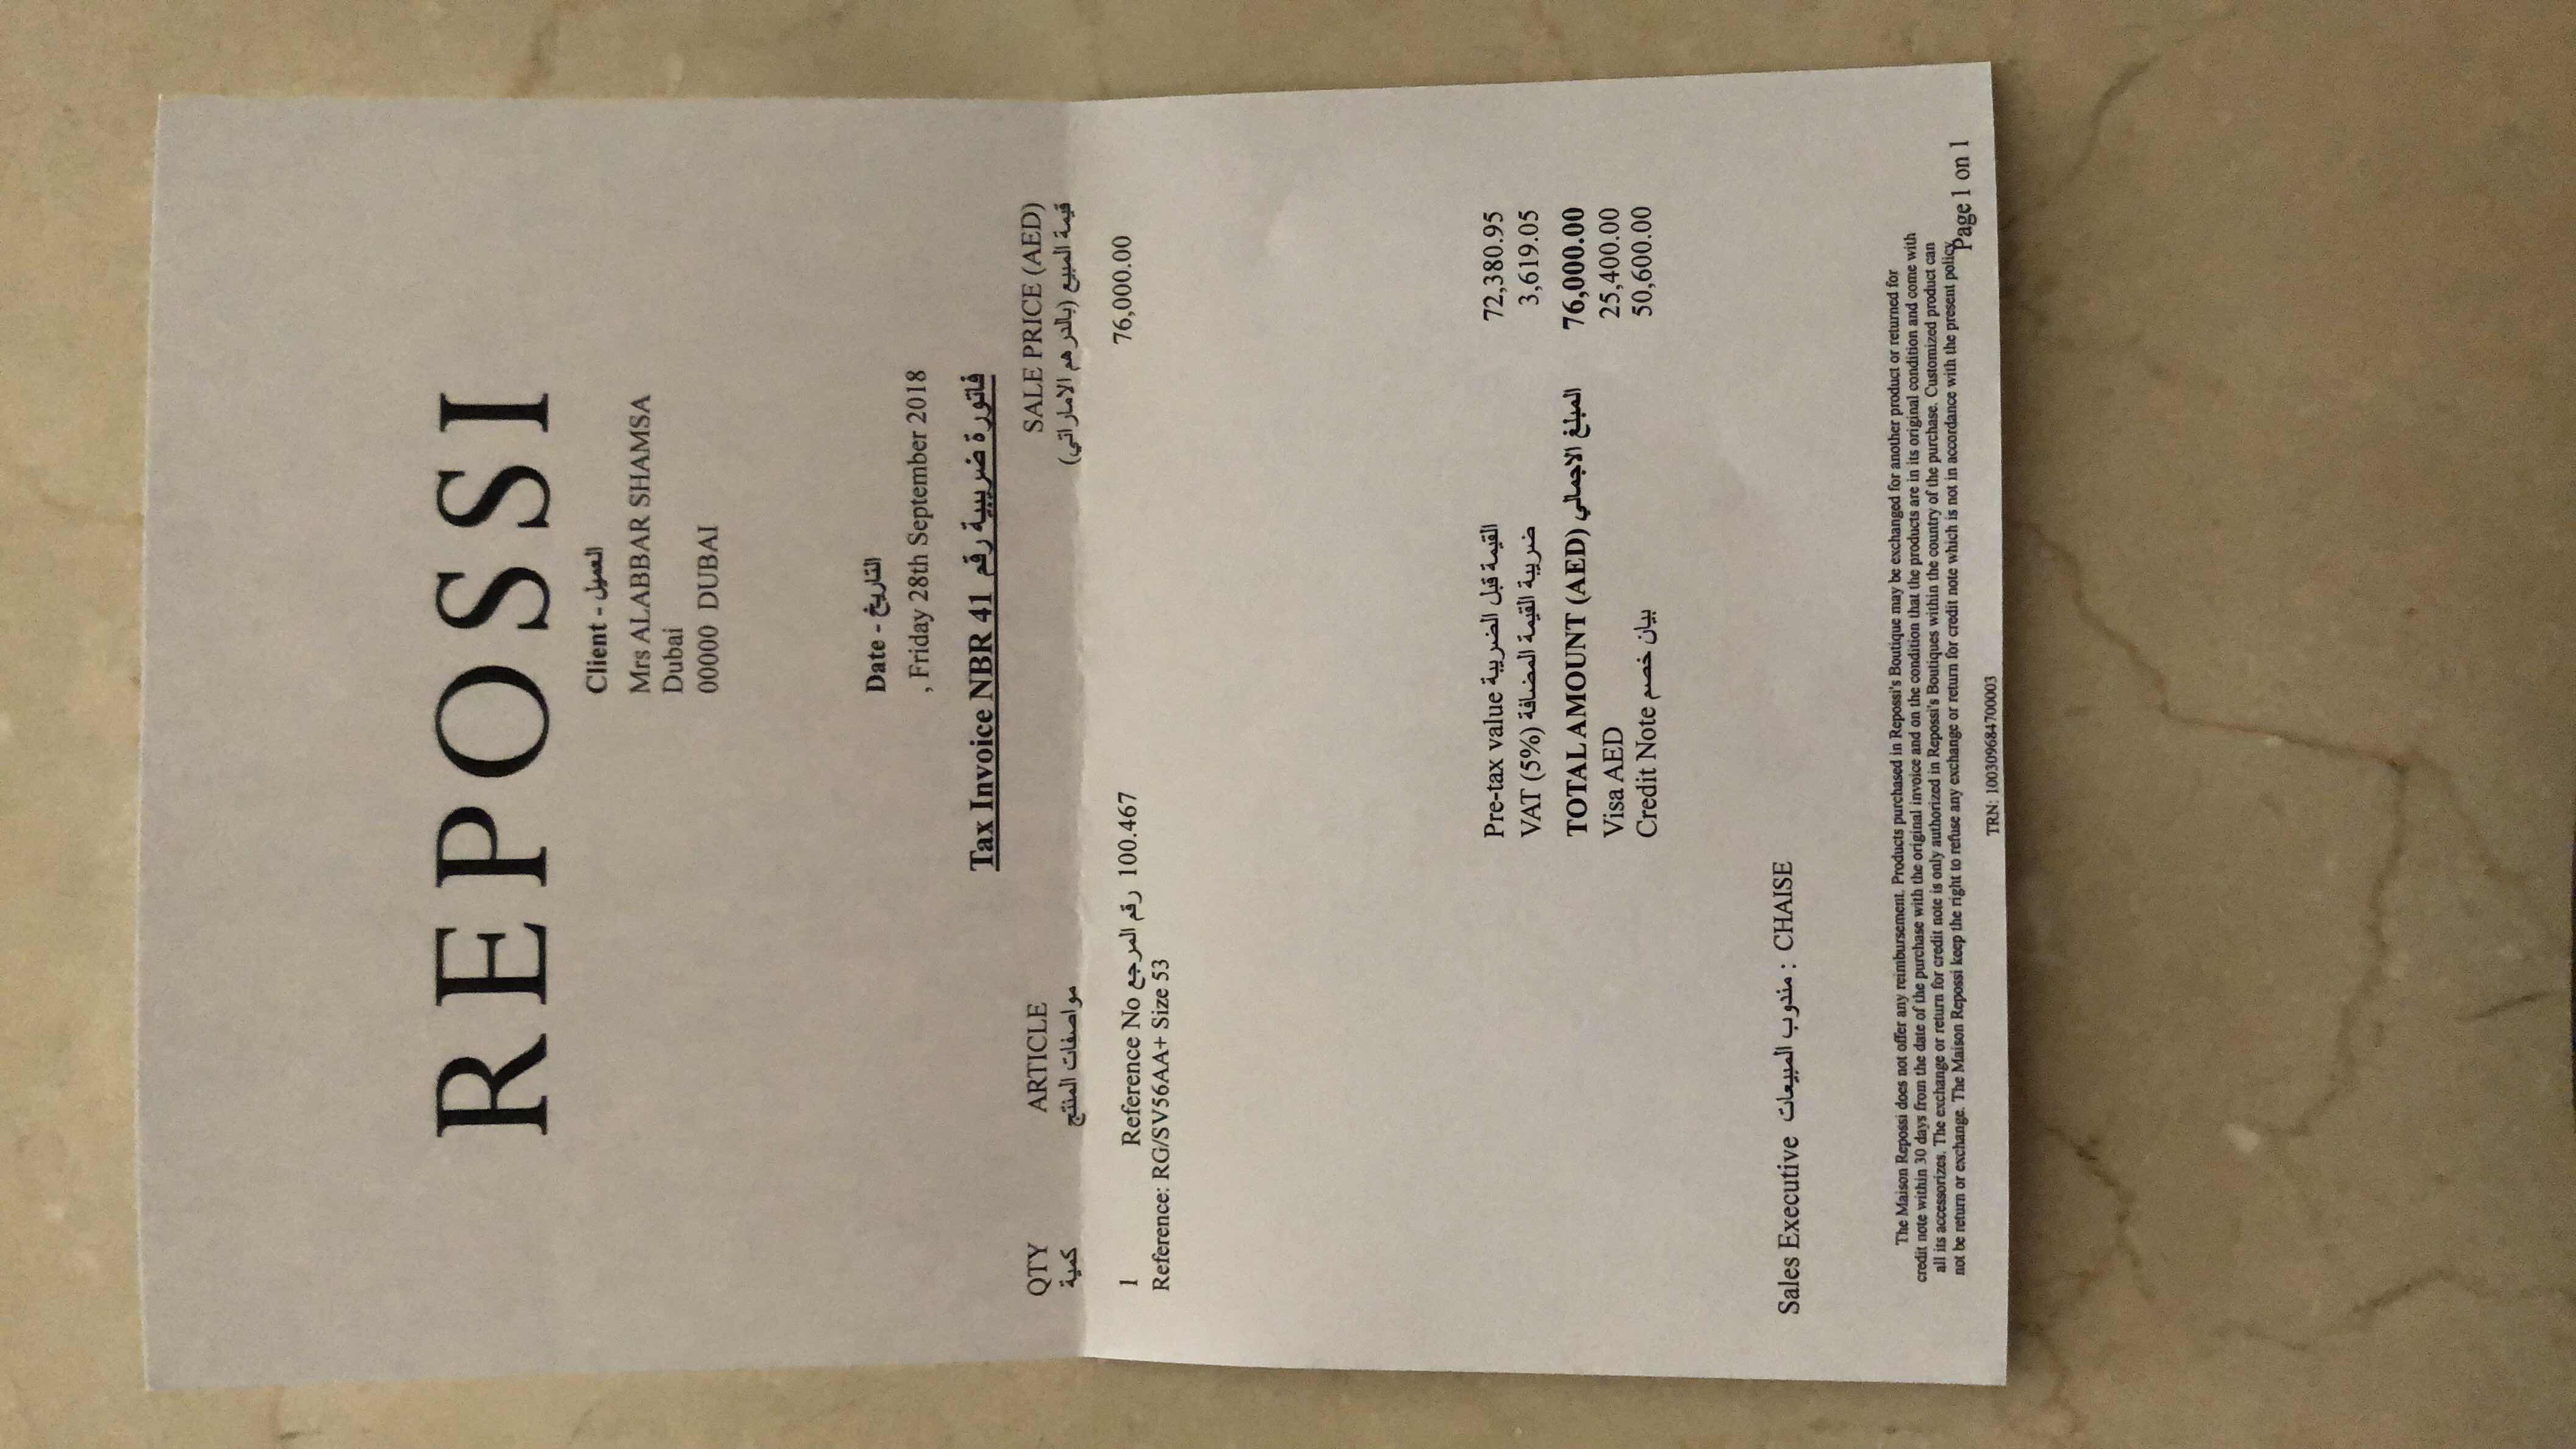 REPOSSI
Client - العميل
Mrs ALABBAR SHAMSA
Dubai
00000 DUBAI
Date - التاريخ
, Friday 28th September 2018
Tax Invoice NBR 41 فاتورة ضريبية رقم
QTY ARTICLE SALE PRICE (AED)
كمية مواصفات المنتج قيمة المبيع (بالدرهم الاماراتي)
1 Reference No رقم المرجع 100.467 76,000.00
Reference: RG/SV56AA+ Size 53
Pre-tax value القيمة قبل الضريبة 72,380.95
VAT (5%) ضريبة القيمة المضافة 3,619.05
TOTAL AMOUNT (AED) المبلغ الاجمالي 76,000.00
Visa AED 25,400.00
Credit Note بيان خصم 50,600.00
Sales Executive مندوب المبيعات : CHAISE
The Maison Repossi does not offer any reimbursement. Products purchased in Repossi's Boutique may be exchanged for another product or returned for
credit note within 30 days from the date of the purchase with the original invoice and on the condition that the products are in its original condition and come with
all its accessorizes. The exchange or return for credit note is only authorized in Repossi's Boutiques within the country of the purchase. Customized product can
not be return or exchange. The Maison Repossi keep the right to refuse any exchange or return for credit note which is not in accordance with the present policy.
Page 1 on 1
TRN: 100309684700003